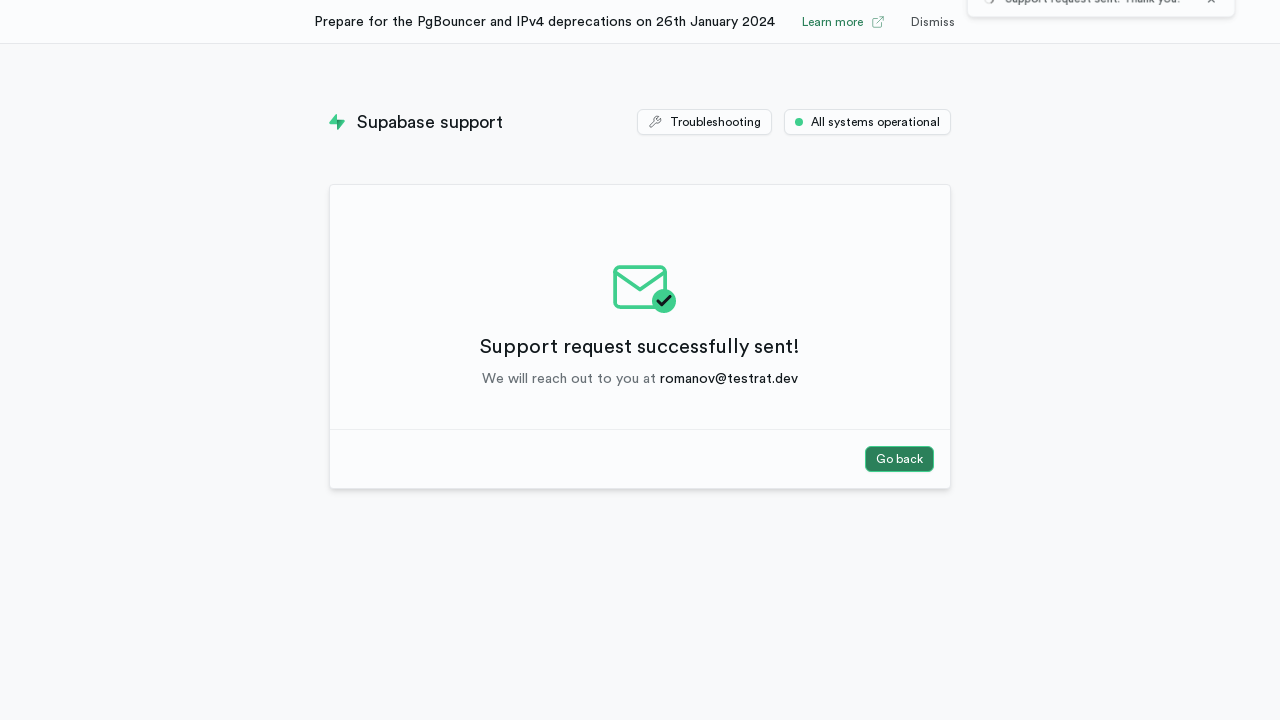 Prepare for the PgBouncer and IPv4 deprecations on 26th January 2024
Learn more
Dismiss
Support request sent. Thank you.
Supabase support
Troubleshooting
All systems operational
Support request successfully sent!
We will reach out to you at romanov@testrat.dev
Go back